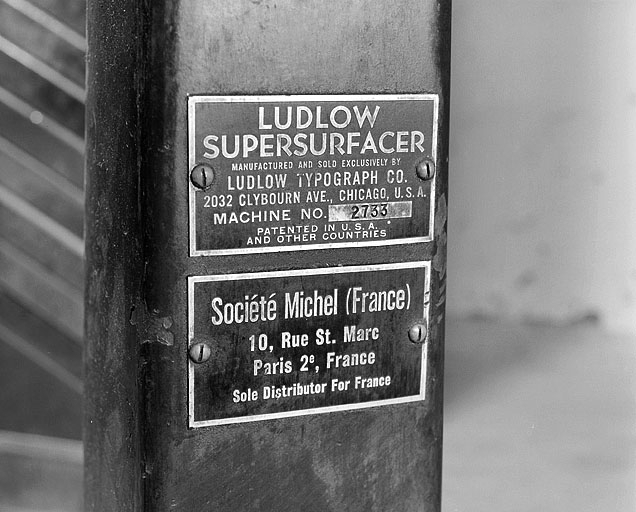 LUDLOW
SUPERSURFACER
MANUFACTURED AND SOLD EXCLUSIVELY BY
LUDLOW TYPOGRAPH CO.
2032 CLYBOURN AVE., CHICAGO, U.S.A.
MACHINE NO. 2733
PATENTED IN U.S.A.
AND OTHER COUNTRIES
Société Michel (France)
10, Rue St. Marc
Paris 2e, France
Sole Distributor For France